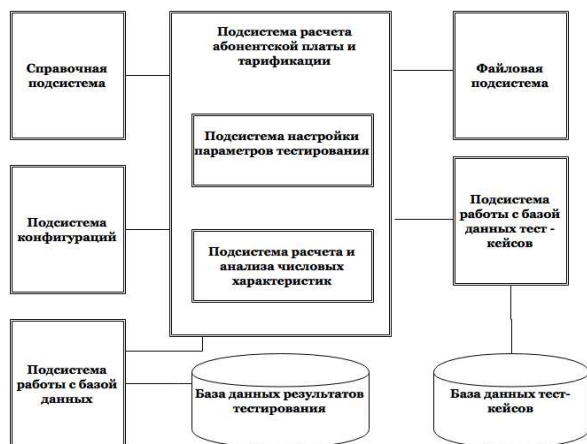 Справочная
подсистема
Подсистема расчета
абонентской платы и
тарификации
Файловая
подсистема
Подсистема настройки
параметров тестирования
Подсистема
конфигураций
Подсистема
работы с базой
данных тест -
кейсов
Подсистема расчета и
анализа числовых
характеристик
Подсистема
работы с базой
данных
База данных результатов
тестирования
База данных тест-
кейсов